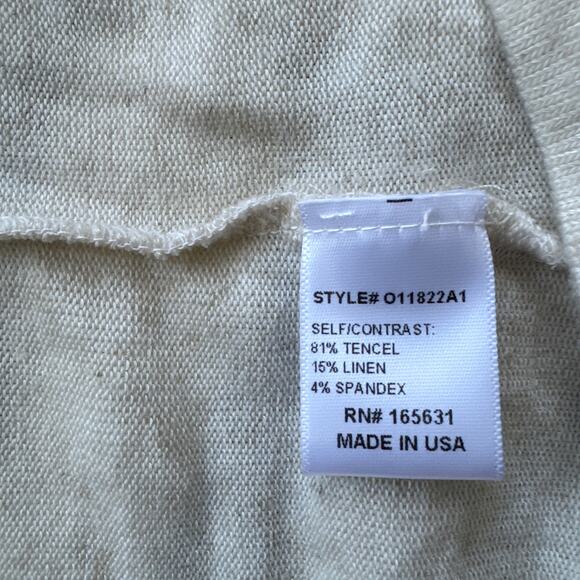 STYLE# O11822A1
SELF/CONTRAST:
81% TENCEL
15% LINEN
4% SPANDEX
RN# 165631
MADE IN USA